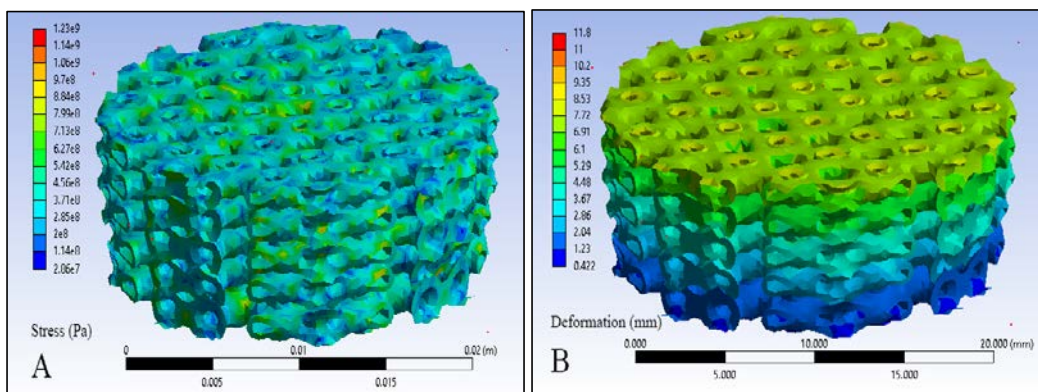 1.23e9
1.14e9
1.06e9
9.7e8
8.84e8
7.99e8
7.13e8
6.27e8
5.42e8
4.56e8
3.71e8
2.85e8
2e8
1.14e8
2.06e7
Stress (Pa)
A
0
0.01
0.02 (m)
0.005
0.015
11.8
11
10.2
9.35
8.53
7.72
6.91
6.1
5.29
4.48
3.67
2.86
2.04
1.23
0.422
Deformation (mm)
B
0.000
10.000
20.000 (mm)
5.000
15.000